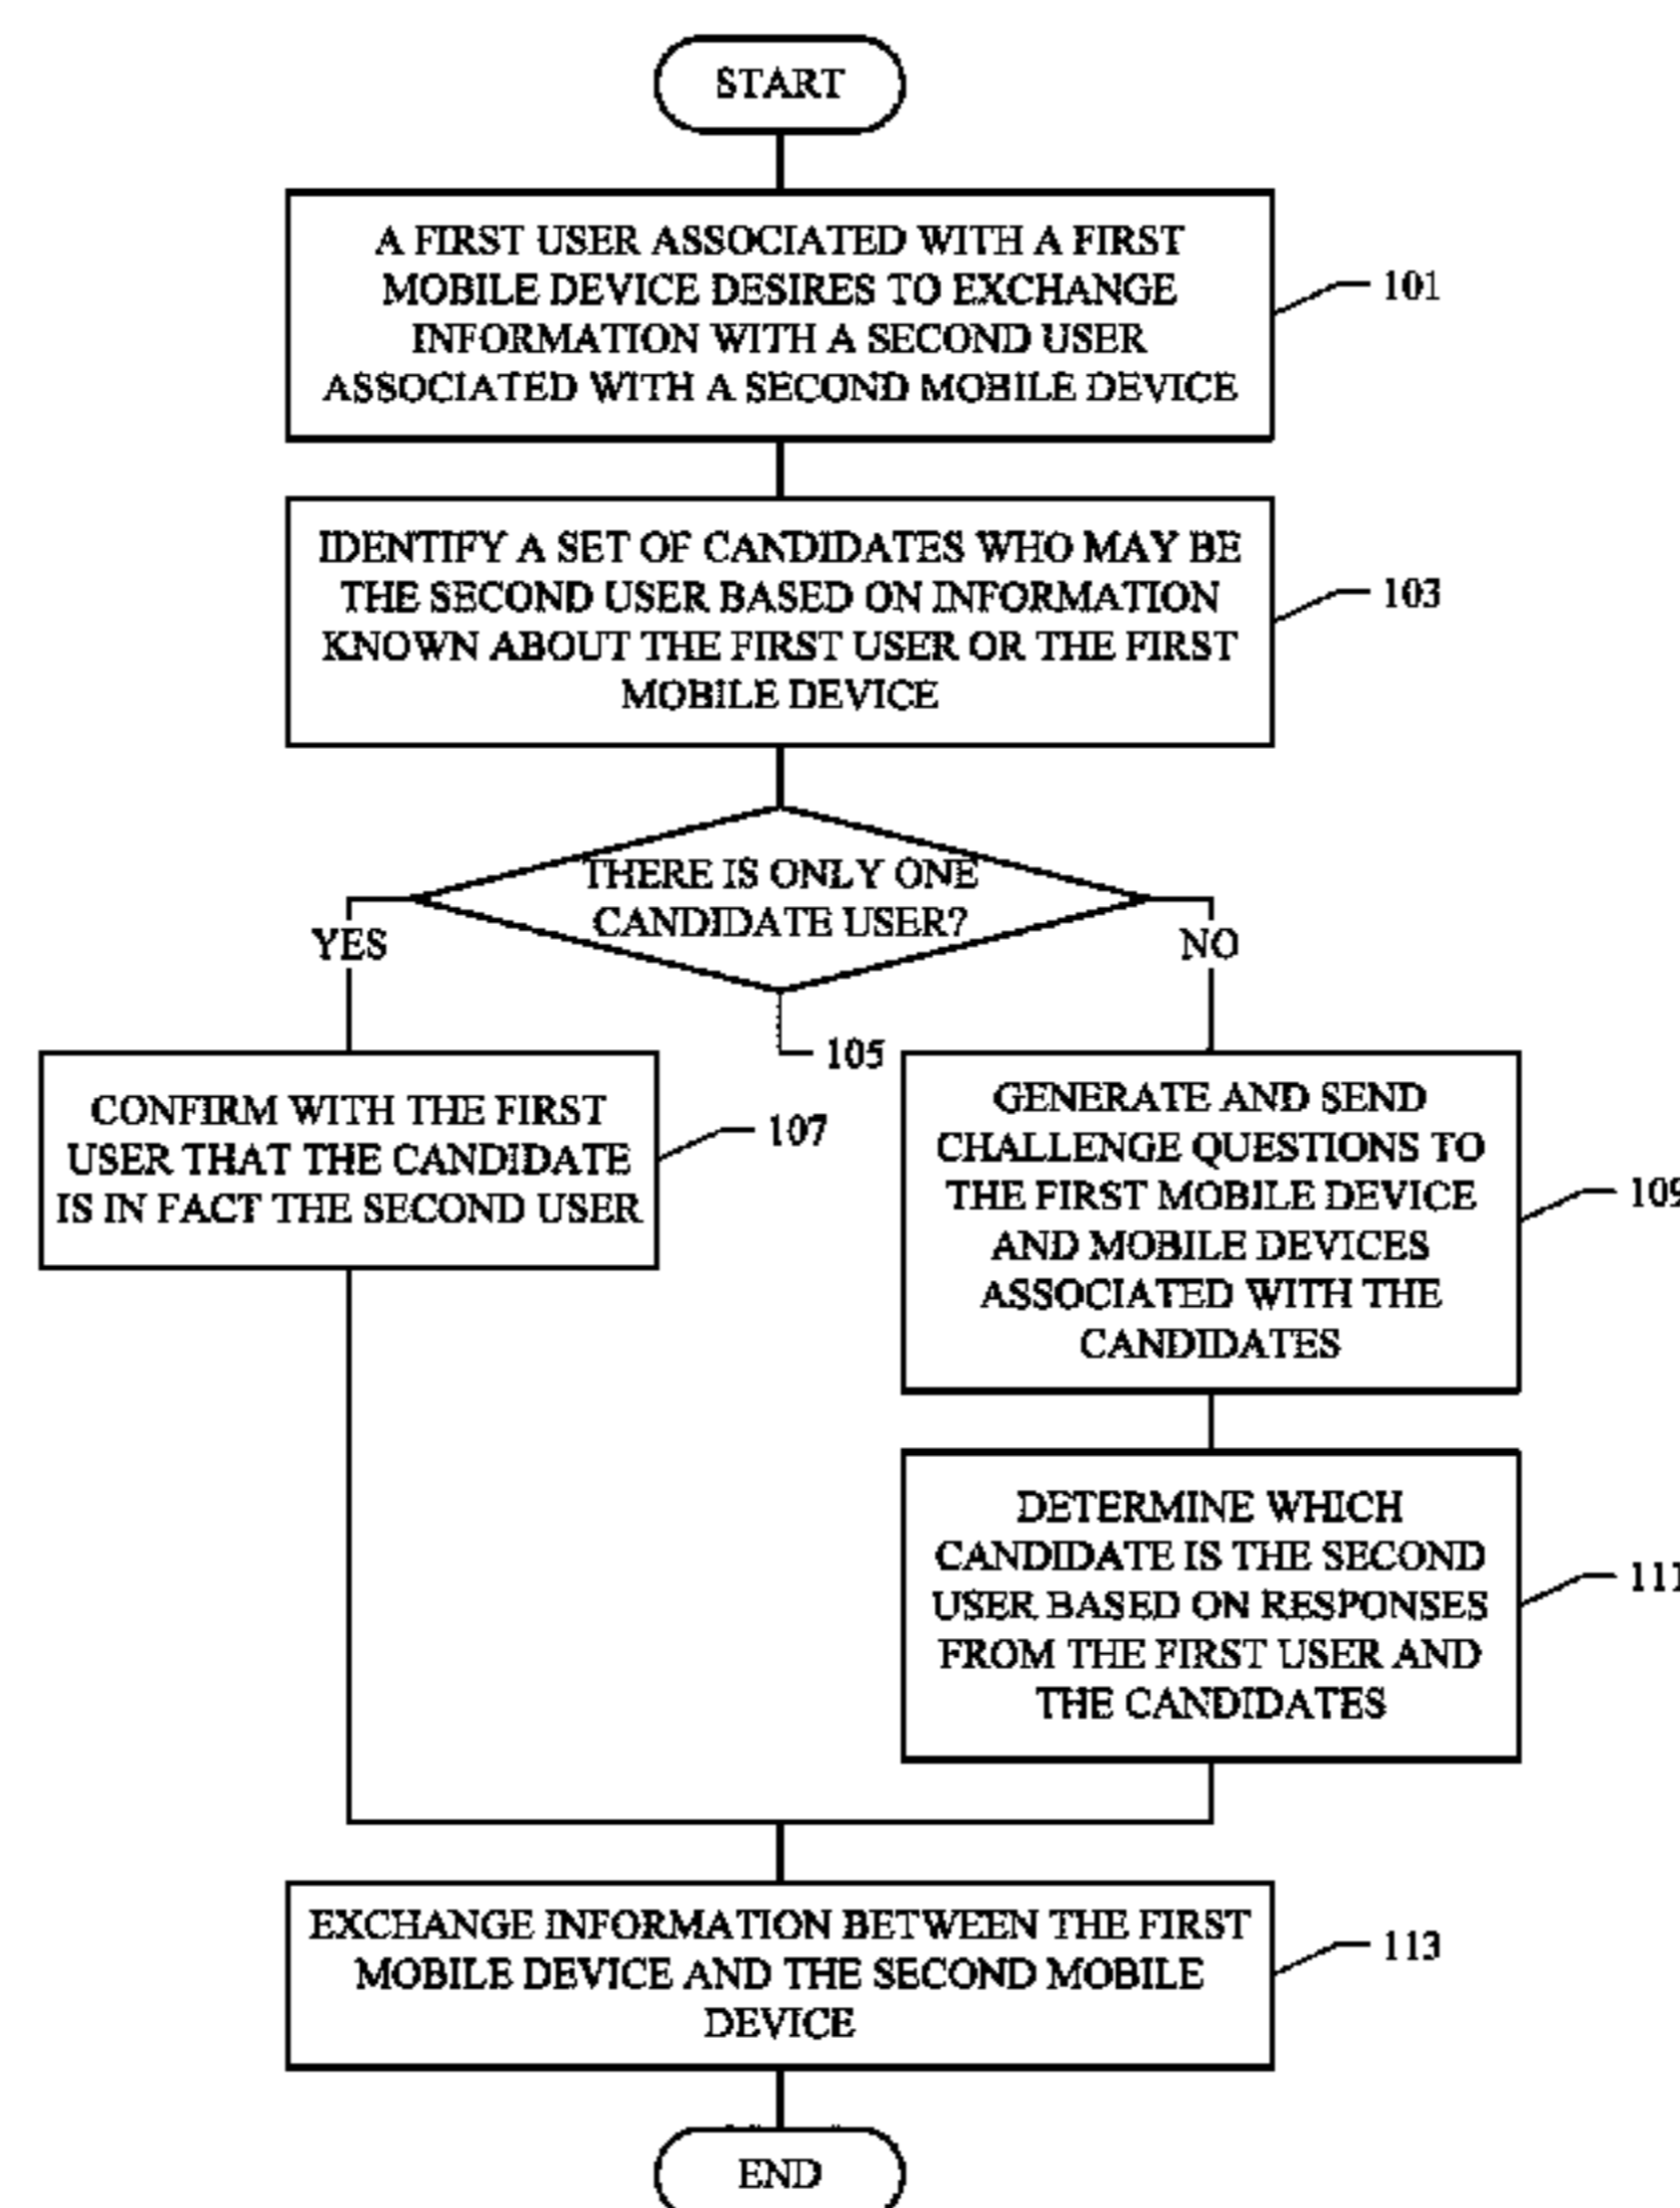 START
A FIRST USER ASSOCIATED WITH A FIRST
MOBILE DEVICE DESIRES TO EXCHANGE
INFORMATION WITH A SECOND USER
ASSOCIATED WITH A SECOND MOBILE DEVICE
101
IDENTIFY A SET OF CANDIDATES WHO MAY BE
THE SECOND USER BASED ON INFORMATION
KNOWN ABOUT THE FIRST USER OR THE FIRST
MOBILE DEVICE
103
THERE IS ONLY ONE
CANDIDATE USER?
YES
NO
105
CONFIRM WITH THE FIRST
USER THAT THE CANDIDATE
IS IN FACT THE SECOND USER
107
GENERATE AND SEND
CHALLENGE QUESTIONS TO
THE FIRST MOBILE DEVICE
AND MOBILE DEVICES
ASSOCIATED WITH THE
CANDIDATES
109
DETERMINE WHICH
CANDIDATE IS THE SECOND
USER BASED ON RESPONSES
FROM THE FIRST USER AND
THE CANDIDATES
111
EXCHANGE INFORMATION BETWEEN THE FIRST
MOBILE DEVICE AND THE SECOND MOBILE
DEVICE
113
END